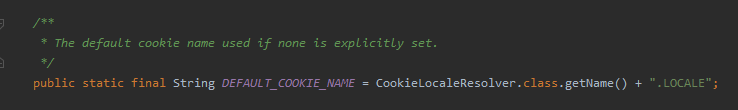 /**
* The default cookie name used if none is explicitly set.
*/
public static final String DEFAULT_COOKIE_NAME = CookieLocaleResolver.class.getName() + ".LOCALE";